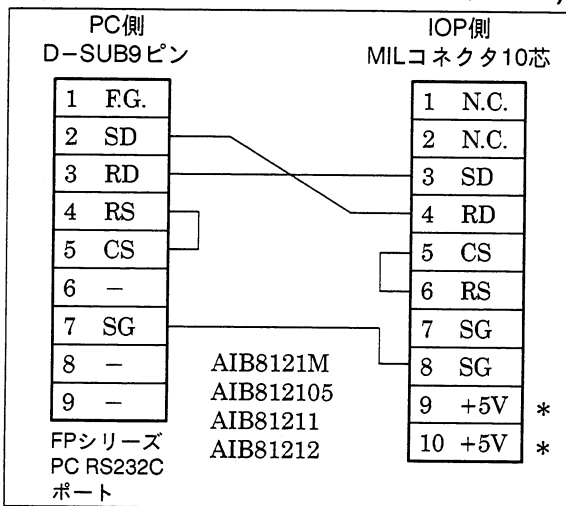 PC側
D-SUB9ピン
1 F.G.
2 SD
3 RD
4 RS
5 CS
6 −
7 SG
8 −
9 −
FPシリーズ
PC RS232C
ポート
AIB8121M
AIB812105
AIB81211
AIB81212
IOP側
MILコネクタ10芯
1 N.C.
2 N.C.
3 SD
4 RD
5 CS
6 RS
7 SG
8 SG
9 +5V *
10 +5V *